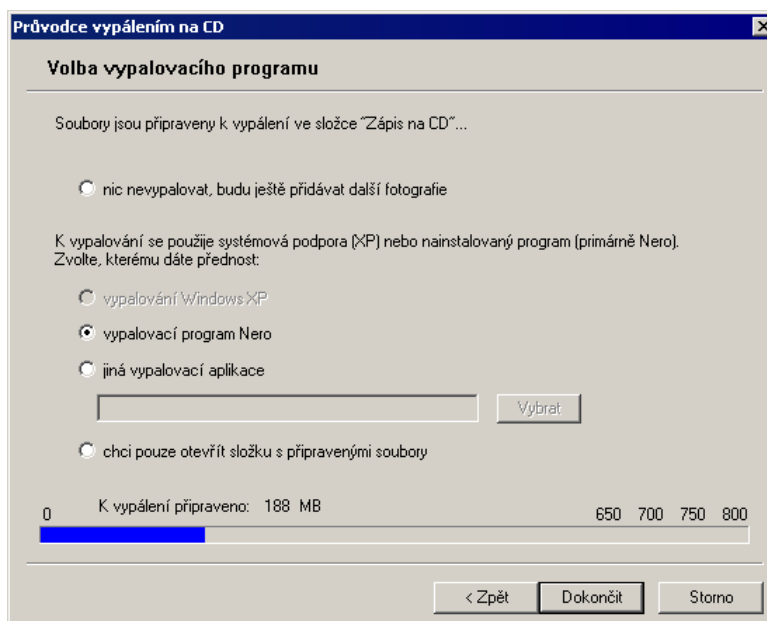 Průvodce vypálením na CD
Volba vypalovacího programu
Soubory jsou připraveny k vypálení ve složce "Zápis na CD"...
nic nevypalovat, budu ještě přidávat další fotografie
K vypalování se použije systémová podpora (XP) nebo nainstalovaný program (primárně Nero).
Zvolte, kterému dáte přednost:
vypalování Windows XP
vypalovací program Nero
jiná vypalovací aplikace
Vybrat
chci pouze otevřít složku s připravenými soubory
K vypálení připraveno: 188 MB
0 650 700 750 800
< Zpět Dokončit Storno